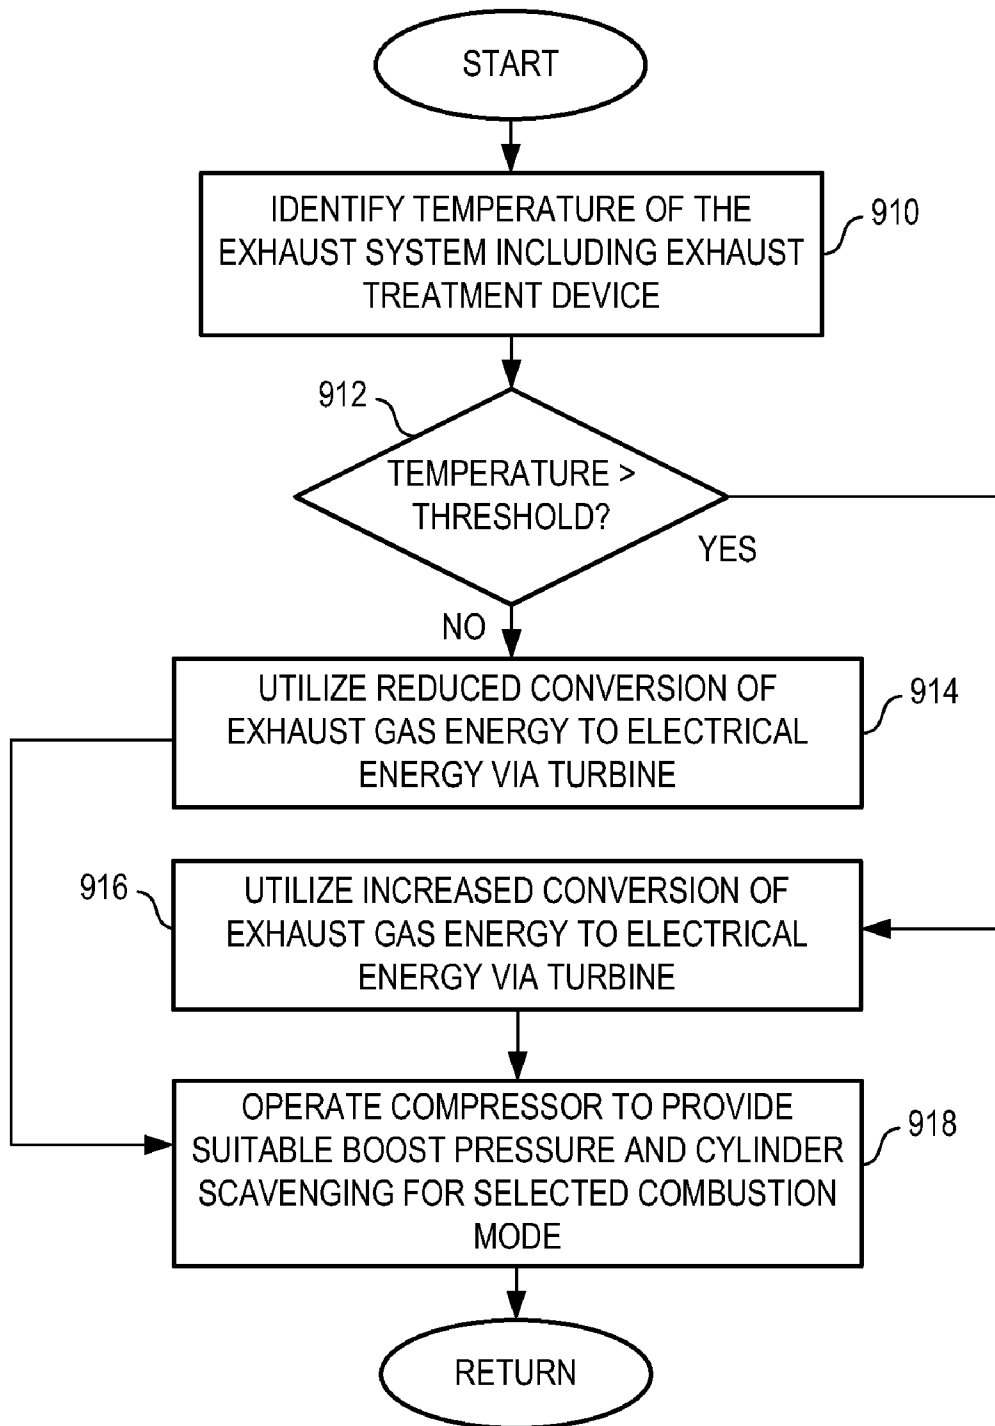 START
IDENTIFY TEMPERATURE OF THE
EXHAUST SYSTEM INCLUDING EXHAUST
TREATMENT DEVICE
910
912
TEMPERATURE >
THRESHOLD?
YES
NO
UTILIZE REDUCED CONVERSION OF
EXHAUST GAS ENERGY TO ELECTRICAL
ENERGY VIA TURBINE
914
916
UTILIZE INCREASED CONVERSION OF
EXHAUST GAS ENERGY TO ELECTRICAL
ENERGY VIA TURBINE
OPERATE COMPRESSOR TO PROVIDE
SUITABLE BOOST PRESSURE AND CYLINDER
SCAVENGING FOR SELECTED COMBUSTION
MODE
918
RETURN